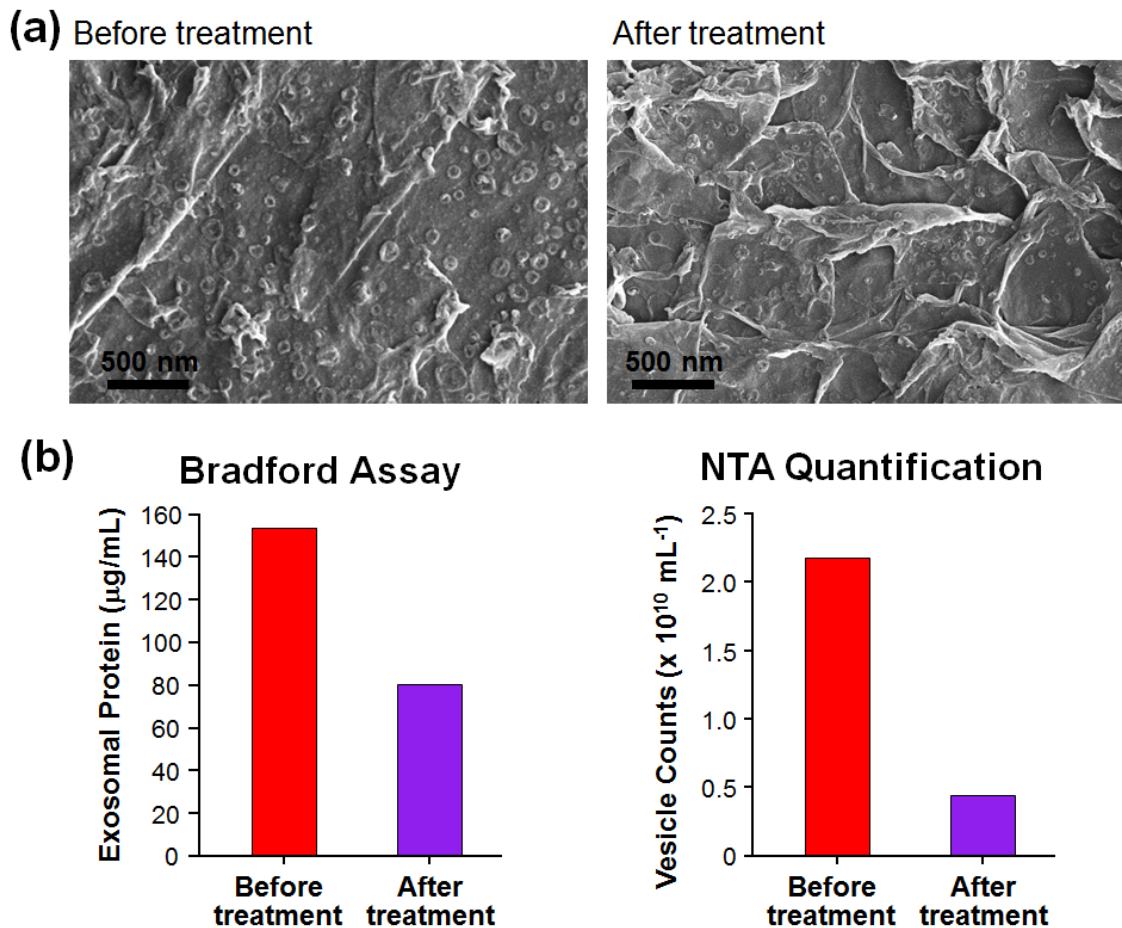 (a) Before treatment
After treatment
500 nm
500 nm
(b)
Bradford Assay
Exosomal Protein (μg/mL)
160
140
120
100
80
60
40
20
0
Before treatment
After treatment
NTA Quantification
Vesicle Counts (x 10¹⁰ mL⁻¹)
2.5
2.0
1.5
1.0
0.5
0
Before treatment
After treatment